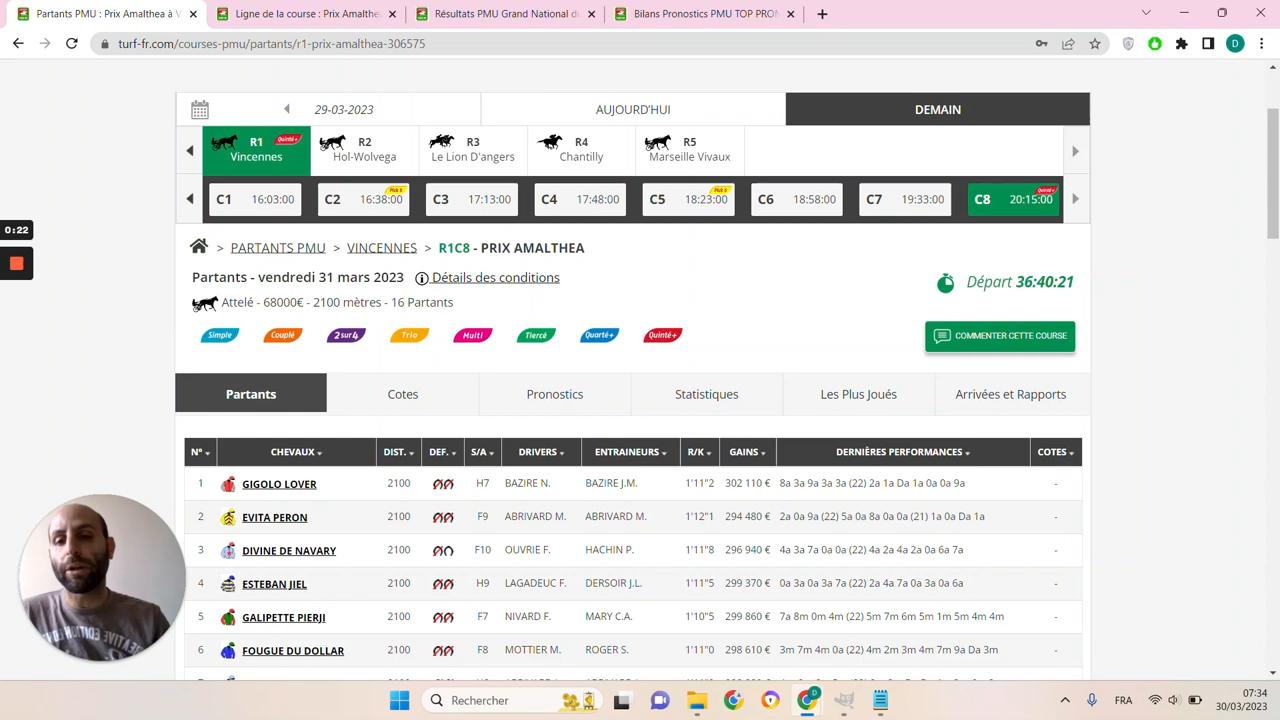 Partants PMU : Prix Amalthea à V
Ligne de la course : Prix Amalthe
Résultats PMU Grand National du
Bilans Pronostics PMU TOP PRON
turf-fr.com/courses-pmu/partants/r1-prix-amalthea-306575
D
29-03-2023
AUJOURD'HUI
DEMAIN
R1 Quinté+
Vincennes
R2
Hol-Wolvega
R3
Le Lion D'angers
R4
Chantilly
R5
Marseille Vivaux
C1 16:03:00
C2 16:38:00 Pick 5
C3 17:13:00
C4 17:48:00
C5 18:23:00 Pick 5
C6 18:58:00
C7 19:33:00
C8 20:15:00 Quinté+
0:22
> PARTANTS PMU > VINCENNES > R1C8 - PRIX AMALTHEA
Partants - vendredi 31 mars 2023 Détails des conditions
Départ 36:40:21
Attelé - 68000€ - 2100 mètres - 16 Partants
Simple Couplé 2sur4 Trio Multi Tiercé Quarté+ Quinté+
COMMENTER CETTE COURSE
Partants Cotes Pronostics Statistiques Les Plus Joués Arrivées et Rapports
N° CHEVAUX DIST. DEF. S/A DRIVERS ENTRAINEURS R/K GAINS DERNIÈRES PERFORMANCES COTES
1 GIGOLO LOVER 2100 H7 BAZIRE N. BAZIRE J.M. 1'11"2 302 110 € 8a 3a 9a 3a 3a (22) 2a 1a Da 1a 0a 0a 9a -
2 EVITA PERON 2100 F9 ABRIVARD M. ABRIVARD M. 1'12"1 294 480 € 2a 0a 9a (22) 5a 0a 8a 0a 0a (21) 1a 0a Da 1a -
3 DIVINE DE NAVARY 2100 F10 OUVRIE F. HACHIN P. 1'11"8 296 940 € 4a 3a 7a 0a 0a (22) 4a 2a 4a 2a 0a 6a 7a -
4 ESTEBAN JIEL 2100 H9 LAGADEUC F. DERSOIR J.L. 1'11"5 299 370 € 0a 3a 0a 3a 7a (22) 2a 4a 7a 0a 3a 0a 6a -
5 GALIPETTE PIERJI 2100 F7 NIVARD F. MARY C.A. 1'10"5 299 860 € 7a 8m 0m 4m (22) 5m 7m 6m 5m 1m 5m 4m 4m -
6 FOUGUE DU DOLLAR 2100 F8 MOTTIER M. ROGER S. 1'11"0 298 610 € 3m 7m 4m 0a (22) 4m 2m 3m 4m 7m 9a Da 3m -
Rechercher
D
FRA
07:34
30/03/2023